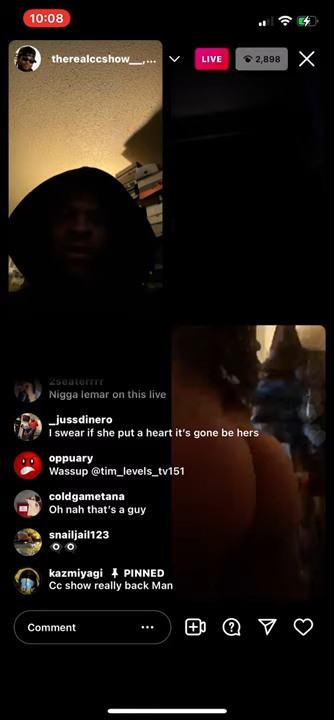 10:08
therealccshow__,...
LIVE
2,898
2seaterrrr
Nigga lemar on this live
_jussdinero
I swear if she put a heart it's gone be hers
oppuary
Wassup @tim_levels_tv151
coldgametana
Oh nah that's a guy
snailjail123
👁️👁️
kazmiyagi PINNED
Cc show really back Man
Comment